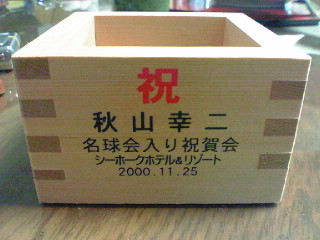 祝
秋山幸二
名球会入り祝賀会
シーホークホテル&リゾート
2000.11.25